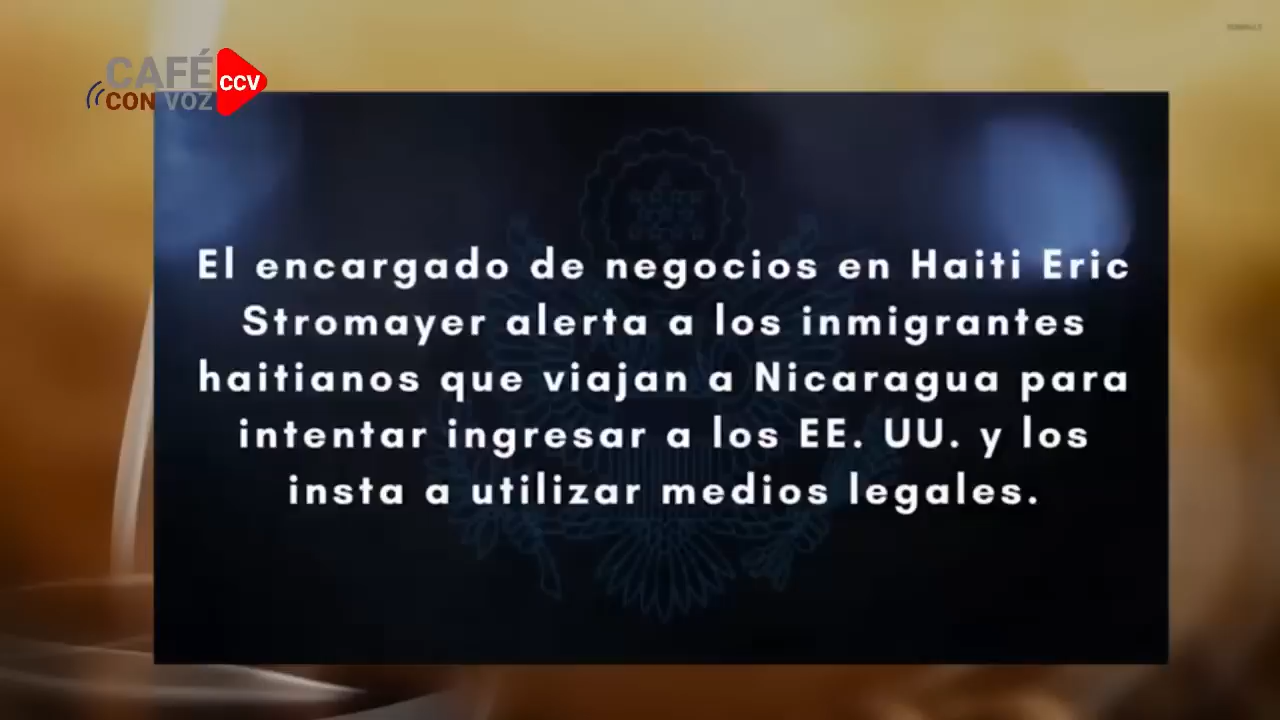 CAFÉ
CON VOZ
CCV
El encargado de negocios en Haiti Eric
Stromayer alerta a los inmigrantes
haitianos que viajan a Nicaragua para
intentar ingresar a los EE. UU. y los
insta a utilizar medios legales.